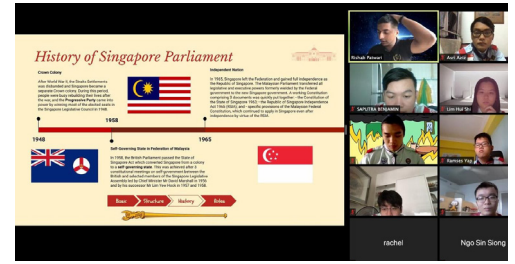 History of Singapore Parliament
Crown Colony
After World War II, the Straits Settlements
was disbanded and Singapore became a
separate Crown colony. During this period,
people were busy rebuilding their lives after
the war, and the Progressive Party came into
power by winning most of the elected seats in the
Singapore Legislative Council in 1948.
Independent Nation
In 1965, Singapore left the Federation and gained full independence as
the Republic of Singapore. The Malaysian Parliament transferred all
legislative and executive powers formerly wielded by the Federal
government to the new Singapore government. A working Constitution
comprising 3 documents was quickly put together – the Constitution of
the State of Singapore 1963, the Republic of Singapore Independence
Act 1965 (RSIA), and specific provisions of the Malaysian Federal
Constitution, which continued to apply in Singapore even after
independence by virtue of the RSIA.
1958
1948
1965
Self-Governing State in Federation of Malaysia
In 1958, the British Parliament passed the State of
Singapore Act which converted Singapore from a colony
to a self-governing state. This was achieved after 3
constitutional meetings on self-government between the
British and selected members of the Singapore Legislative
Assembly led by Chief Minister Mr David Marshall in 1956
and by his successor Mr Lim Yew Hock in 1957 and 1958.
Basic
Structure
History
Roles
Rishab Patwari
Asri Azni
SAPUTRA BENJAMIN
Lim Hui Shi
Ramses Yap
rachel
Ngo Sin Siong